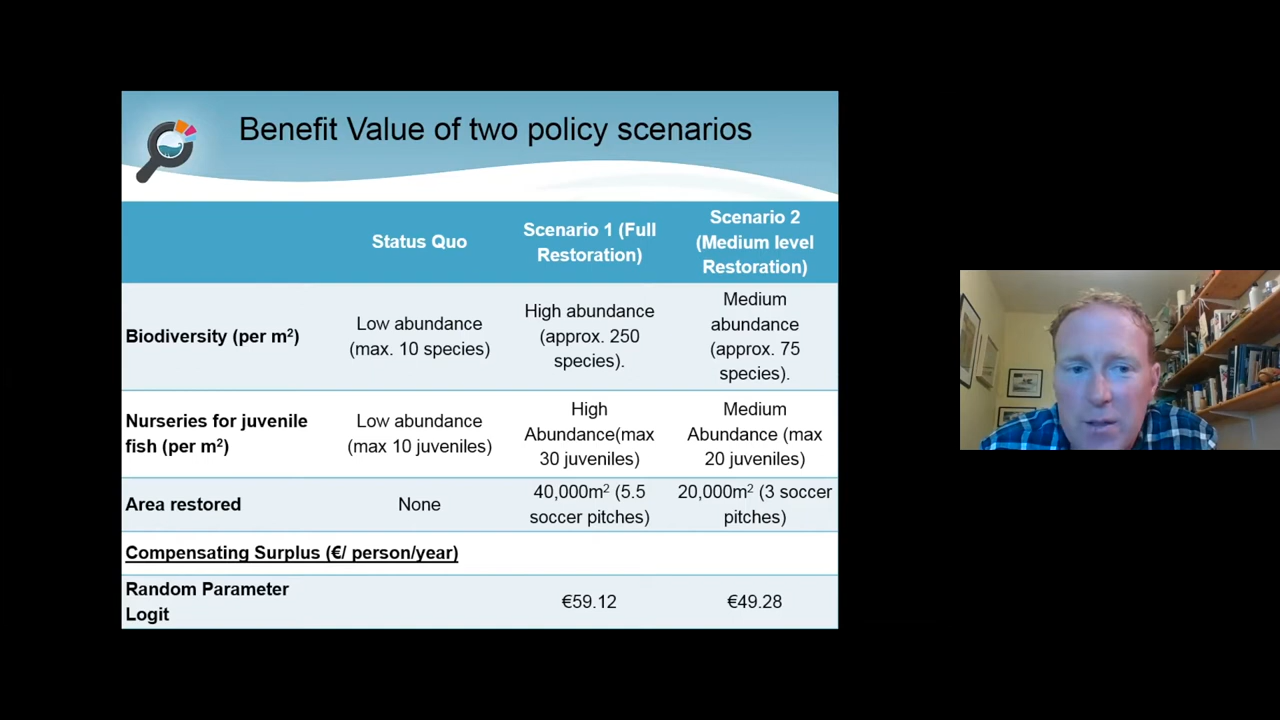 Benefit Value of two policy scenarios
Status Quo
Scenario 1 (Full
Restoration)
Scenario 2
(Medium level
Restoration)
Biodiversity (per m²)
Low abundance
(max. 10 species)
High abundance
(approx. 250
species).
Medium
abundance
(approx. 75
species).
Nurseries for juvenile
fish (per m²)
Low abundance
(max 10 juveniles)
High
Abundance(max
30 juveniles)
Medium
Abundance (max
20 juveniles)
Area restored
None
40,000m² (5.5
soccer pitches)
20,000m² (3 soccer
pitches)
Compensating Surplus (€/ person/year)
Random Parameter
Logit
€59.12
€49.28